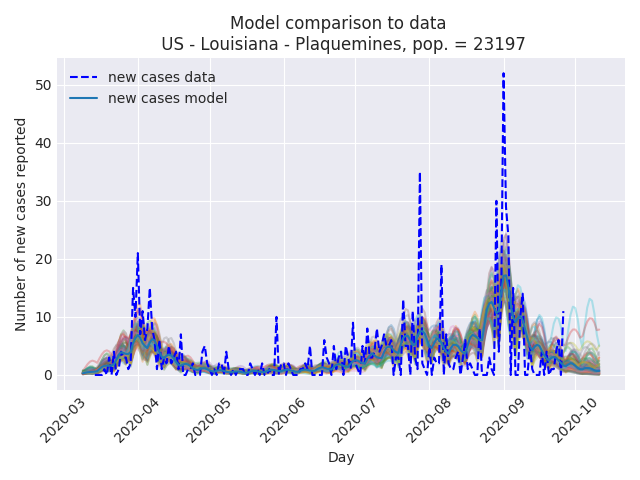 Model comparison to data
US - Louisiana - Plaquemines, pop. = 23197
new cases data
new cases model
Number of new cases reported
50
40
30
20
10
0
2020-03
2020-04
2020-05
2020-06
2020-07
2020-08
2020-09
2020-10
Day